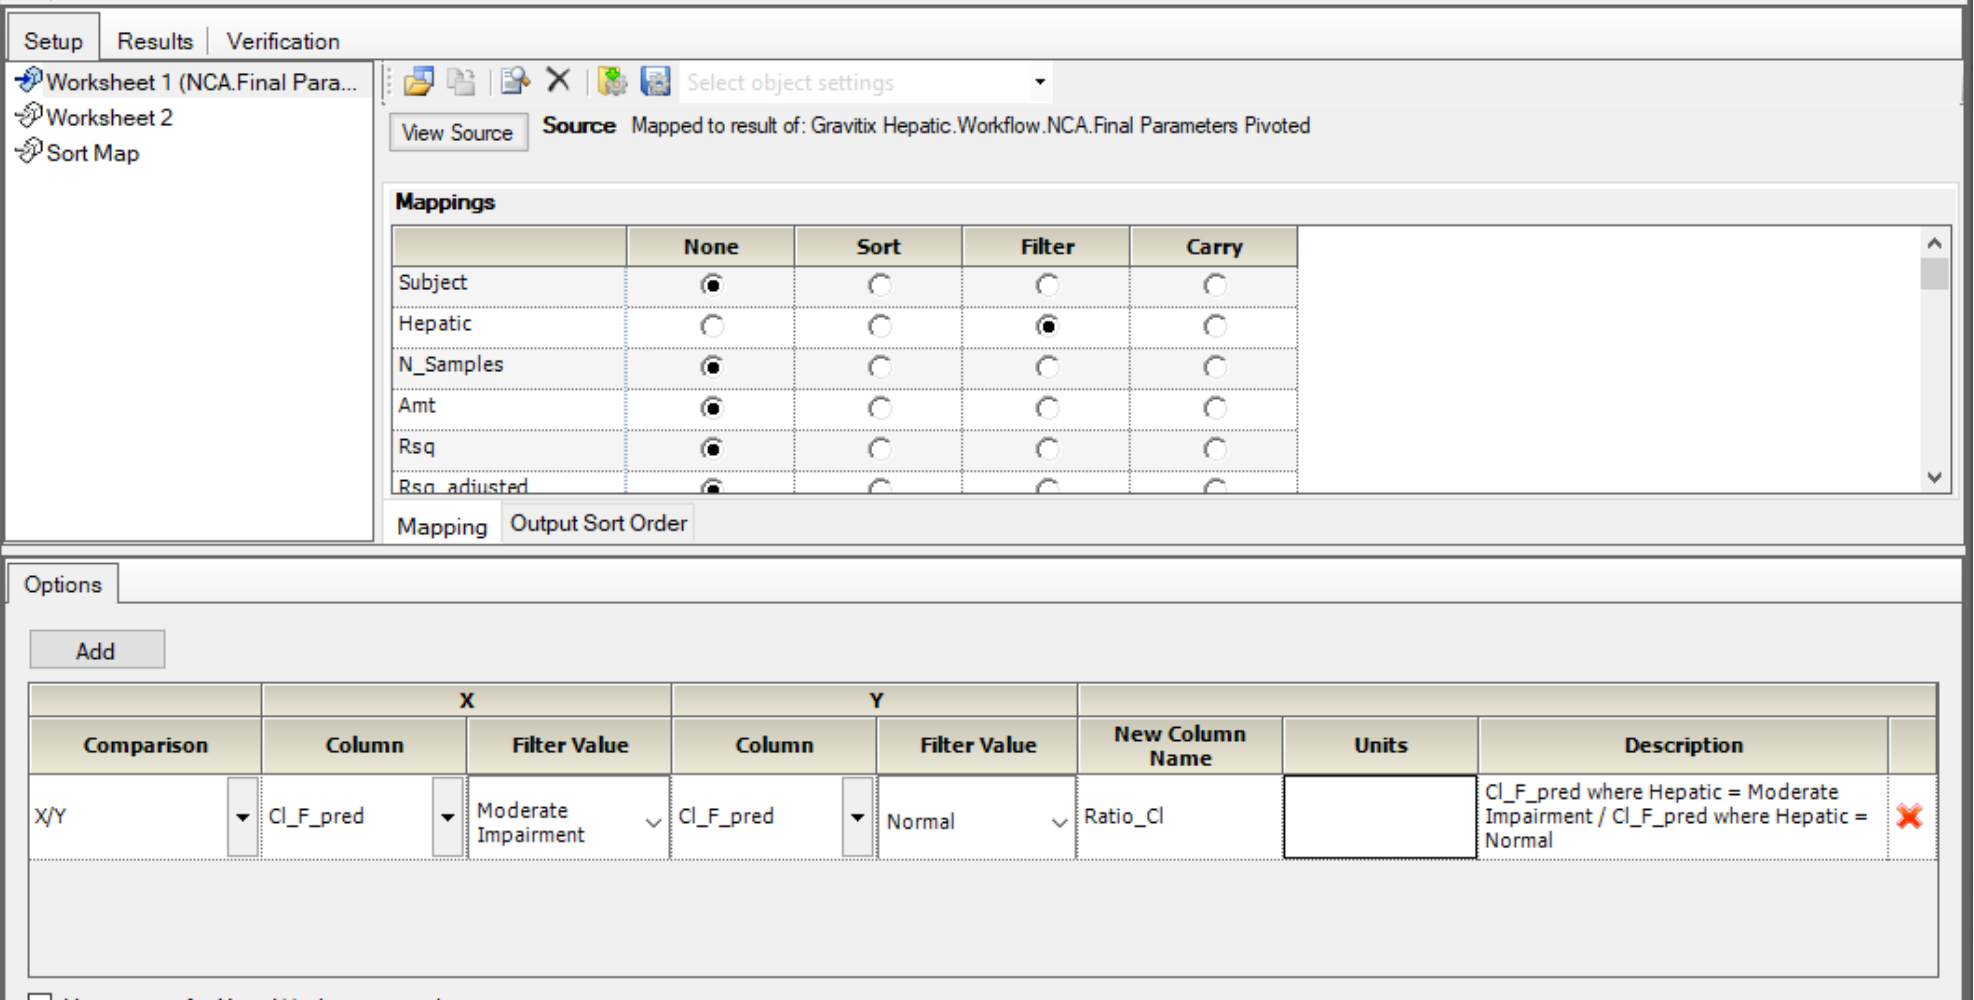 Setup Results Verification
Worksheet 1 (NCA.Final Para...
Worksheet 2
Sort Map
Select object settings
View Source Source Mapped to result of: Gravitix Hepatic.Workflow.NCA.Final Parameters Pivoted
Mappings
None Sort Filter Carry
Subject
Hepatic
N_Samples
Amt
Rsq
Rsq_adjusted
Mapping Output Sort Order
Options
Add
X Y
Comparison Column Filter Value Column Filter Value New Column Name Units Description
X/Y Cl_F_pred Moderate Impairment Cl_F_pred Normal Ratio_Cl
Cl_F_pred where Hepatic = Moderate
Impairment / Cl_F_pred where Hepatic =
Normal